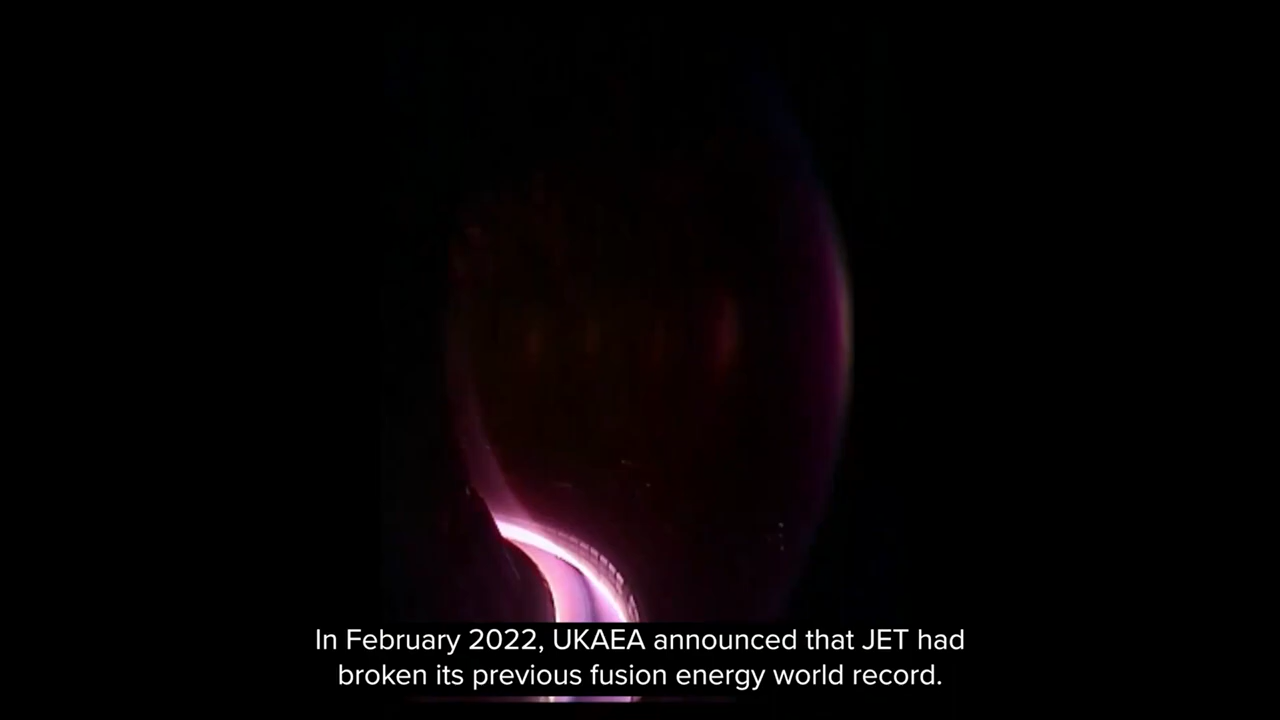 In February 2022, UKAEA announced that JET had
broken its previous fusion energy world record.